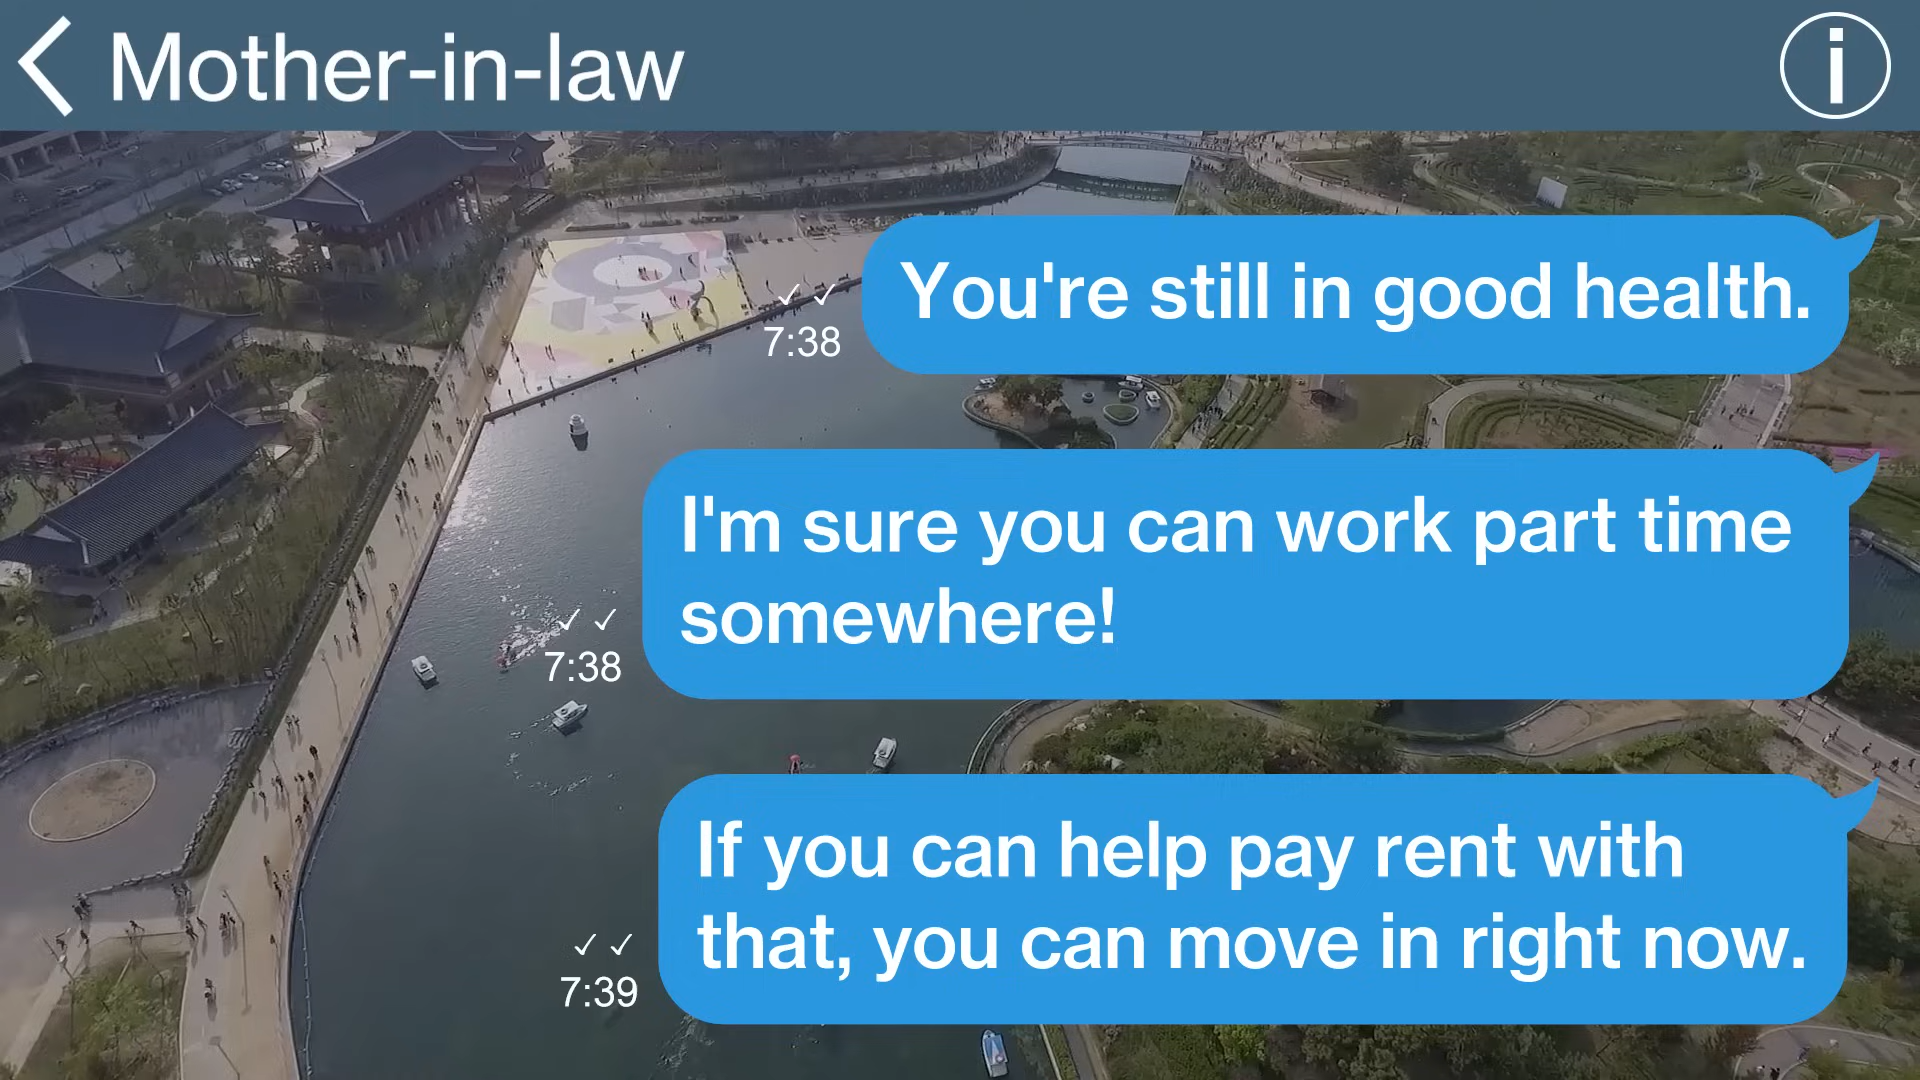 Mother-in-law
You're still in good health.
7:38
I'm sure you can work part time
somewhere!
7:38
If you can help pay rent with
that, you can move in right now.
7:39